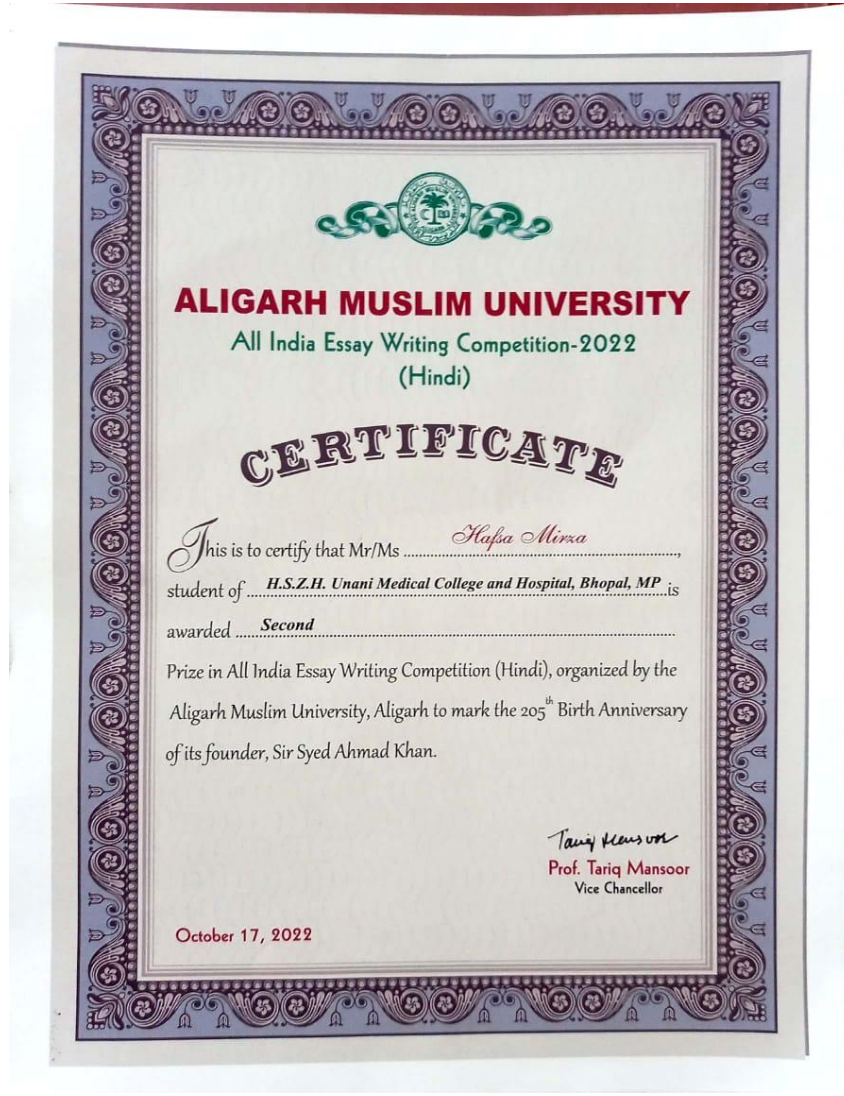 ALIGARH MUSLIM UNIVERSITY
All India Essay Writing Competition-2022
(Hindi)
CERTIFICATE
This is to certify that Mr/Ms Hafsa Mirza,
student of H.S.Z.H. Unani Medical College and Hospital, Bhopal, MP is
awarded Second
Prize in All India Essay Writing Competition (Hindi), organized by the
Aligarh Muslim University, Aligarh to mark the 205th Birth Anniversary
of its founder, Sir Syed Ahmad Khan.
Tariq Mansoor
Prof. Tariq Mansoor
Vice Chancellor
October 17, 2022